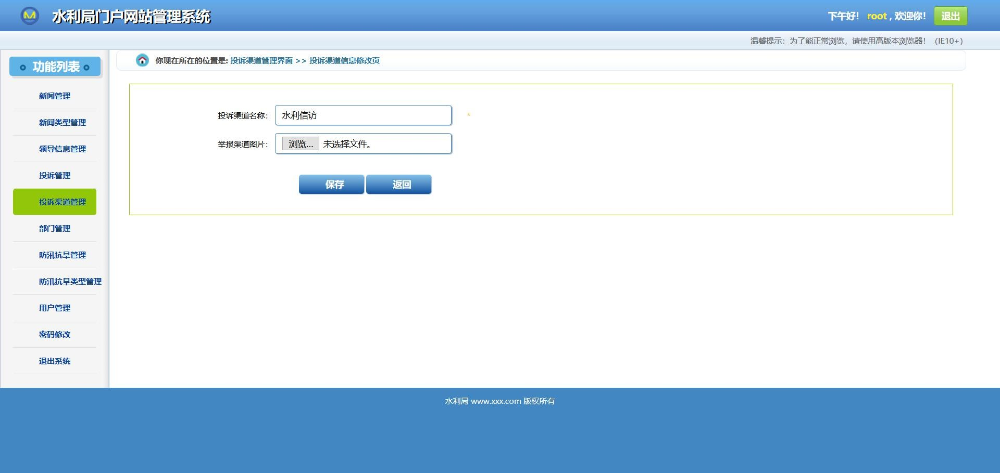 水利局门户网站管理系统
下午好！ root , 欢迎你！ 退出
温馨提示：为了能正常浏览，请使用高版本浏览器！ （IE10+）
功能列表
你现在所在的位置是: 投诉渠道管理界面 >> 投诉渠道信息修改页
新闻管理
新闻类型管理
领导信息管理
投诉管理
投诉渠道管理
部门管理
防汛抗旱管理
防汛抗旱类型管理
用户管理
密码修改
退出系统
投诉渠道名称： 水利信访 *
举报渠道图片： 浏览... 未选择文件。
保存 返回
水利局 www.xxx.com 版权所有